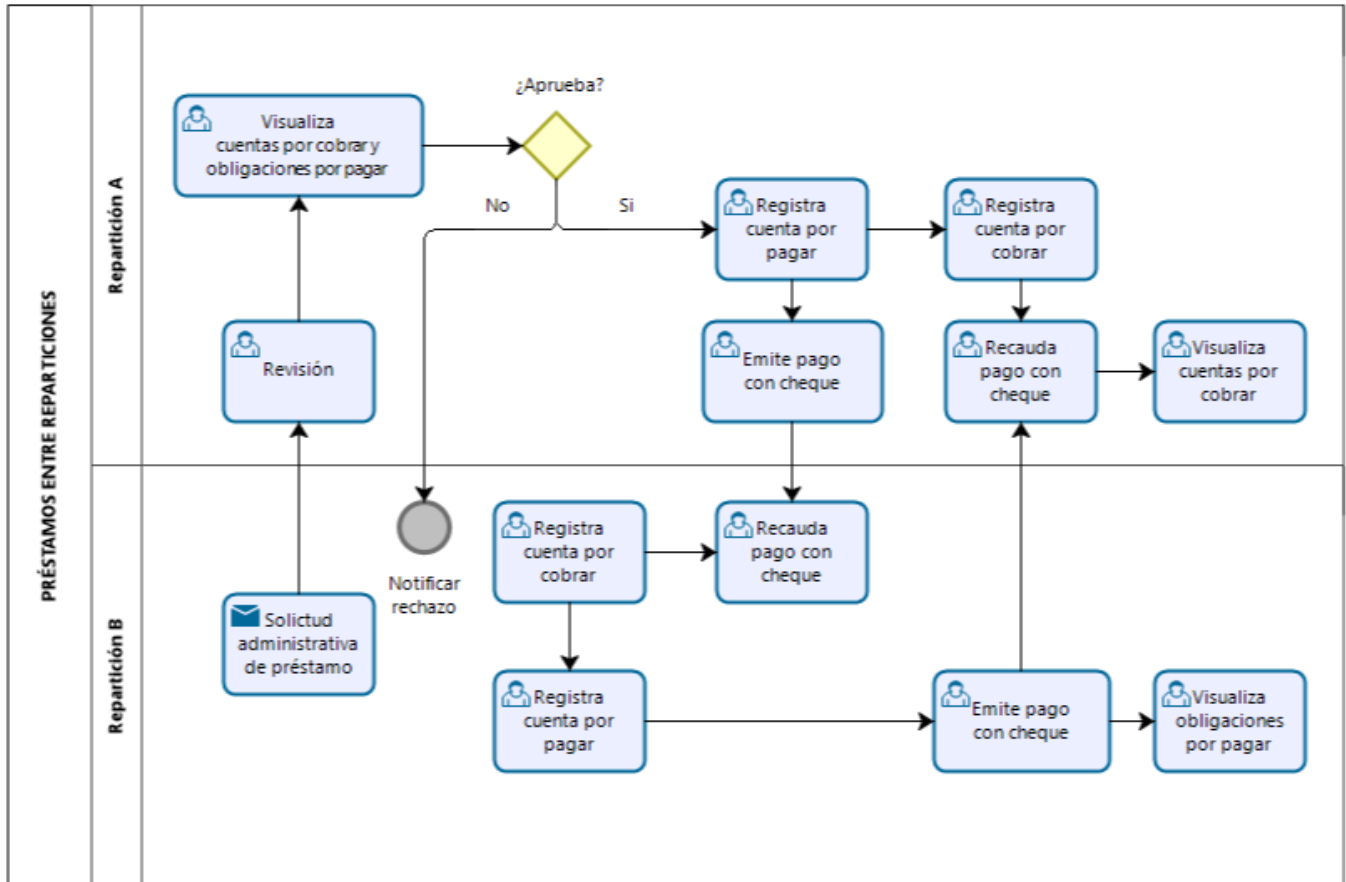 PRÉSTAMOS ENTRE REPARTICIONES
Repartición A
¿Aprueba?
Visualiza
cuentas por cobrar y
obligaciones por pagar
No
Si
Registra
cuenta por
pagar
Registra
cuenta por
cobrar
Revisión
Emite pago
con cheque
Recauda
pago con
cheque
Visualiza
cuentas por
cobrar
Repartición B
Notificar
rechazo
Registra
cuenta por
cobrar
Recauda
pago con
cheque
Solictud
administrativa
de préstamo
Registra
cuenta por
pagar
Emite pago
con cheque
Visualiza
obligaciones
por pagar